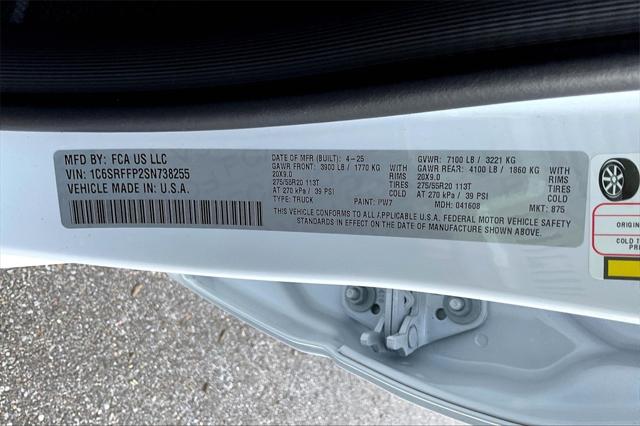 MFD BY: FCA US LLC
VIN: 1C6SRFFP2SN738255
VEHICLE MADE IN U.S.A.
DATE OF MFR (BUILT): 4-25
GAWR FRONT: 3900 LB / 1770 KG WITH
20X9.0 RIMS
275/55R20 113T COLD
AT 270 kPa / 39 PSI
TYPE: TRUCK PAINT: PW7
GVWR: 7100 LB / 3221 KG
GAWR REAR: 4100 LB / 1860 KG WITH
20X9.0 RIMS
275/55R20 113T COLD
AT 270 kPa / 39 PSI
MDH: 041608 MKT: 875
THIS VEHICLE CONFORMS TO ALL APPLICABLE U.S.A. FEDERAL MOTOR VEHICLE SAFETY
STANDARDS IN EFFECT ON THE DATE OF MANUFACTURE SHOWN ABOVE.
ORIGIN
COLD T
PR